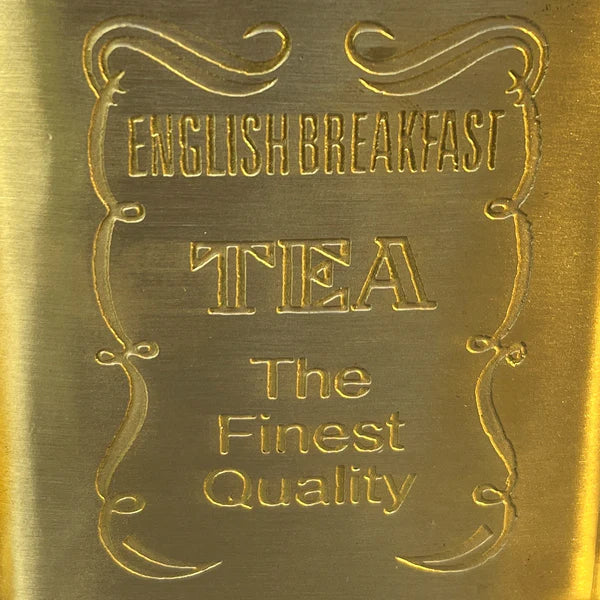 ENGLISH BREAKFAST
TEA
The
Finest
Quality